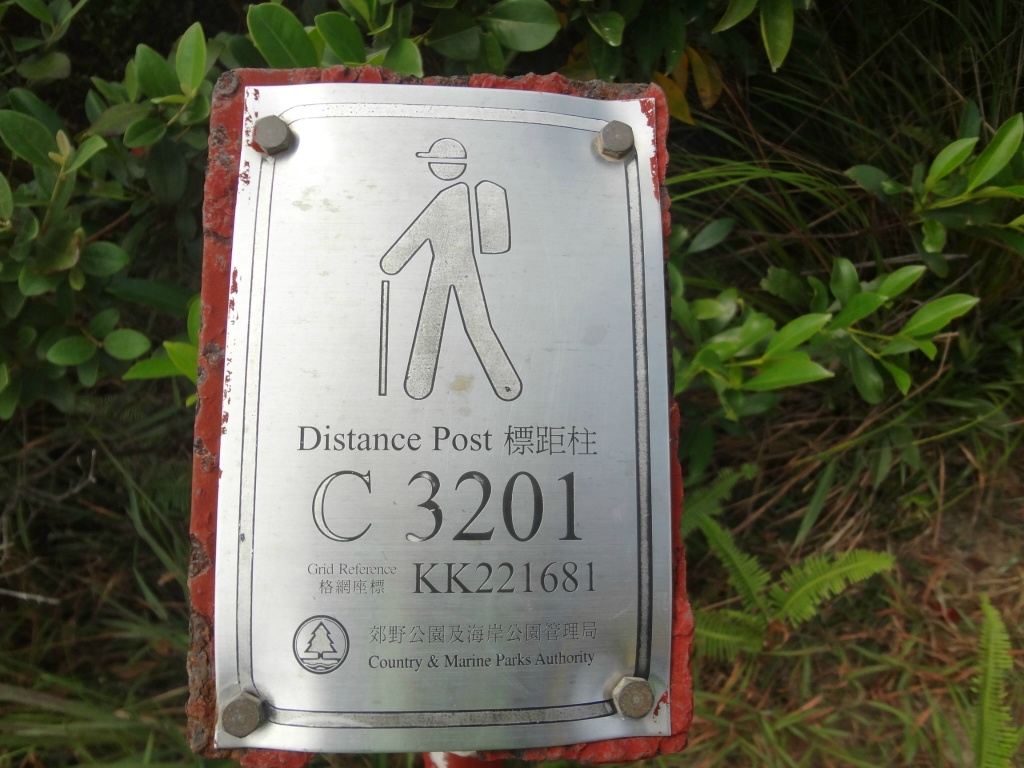 Distance Post 標距柱
C 3201
Grid Reference
格網座標
KK221681
郊野公園及海岸公園管理局
Country & Marine Parks Authority